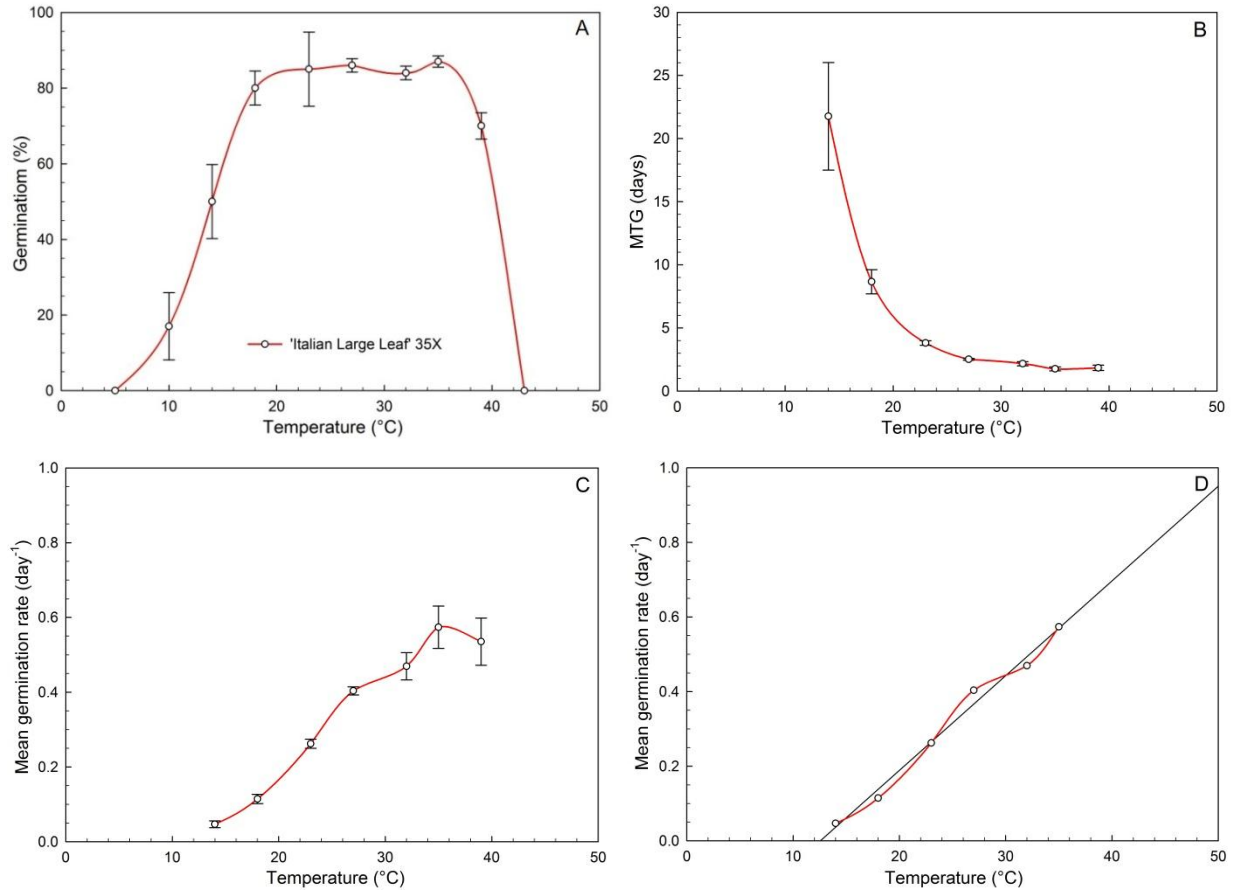 A
100
80
60
40
20
0
Germinatiom (%)
'Italian Large Leaf' 35X
0 10 20 30 40 50
Temperature (°C)
B
30
25
20
15
10
5
0
MTG (days)
0 10 20 30 40 50
Temperature (°C)
C
1.0
0.8
0.6
0.4
0.2
0.0
Mean germination rate (day⁻¹)
0 10 20 30 40 50
Temperature (°C)
D
1.0
0.8
0.6
0.4
0.2
0.0
Mean germination rate (day⁻¹)
0 10 20 30 40 50
Temperature (°C)